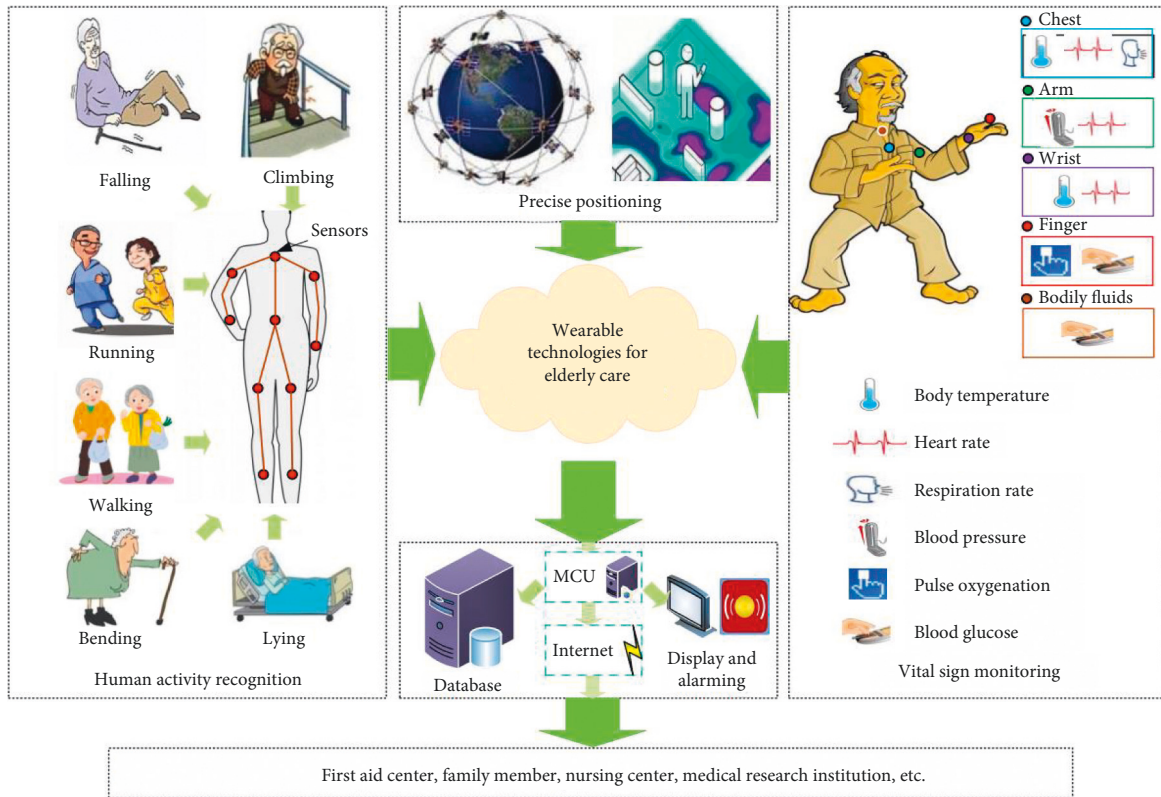 Falling
Climbing
Sensors
Running
Walking
Bending
Lying
Human activity recognition
Precise positioning
Wearable
technologies for
elderly care
MCU
Internet
Database
Display and
alarming
Chest
Arm
Wrist
Finger
Bodily fluids
Body temperature
Heart rate
Respiration rate
Blood pressure
Pulse oxygenation
Blood glucose
Vital sign monitoring
First aid center, family member, nursing center, medical research institution, etc.